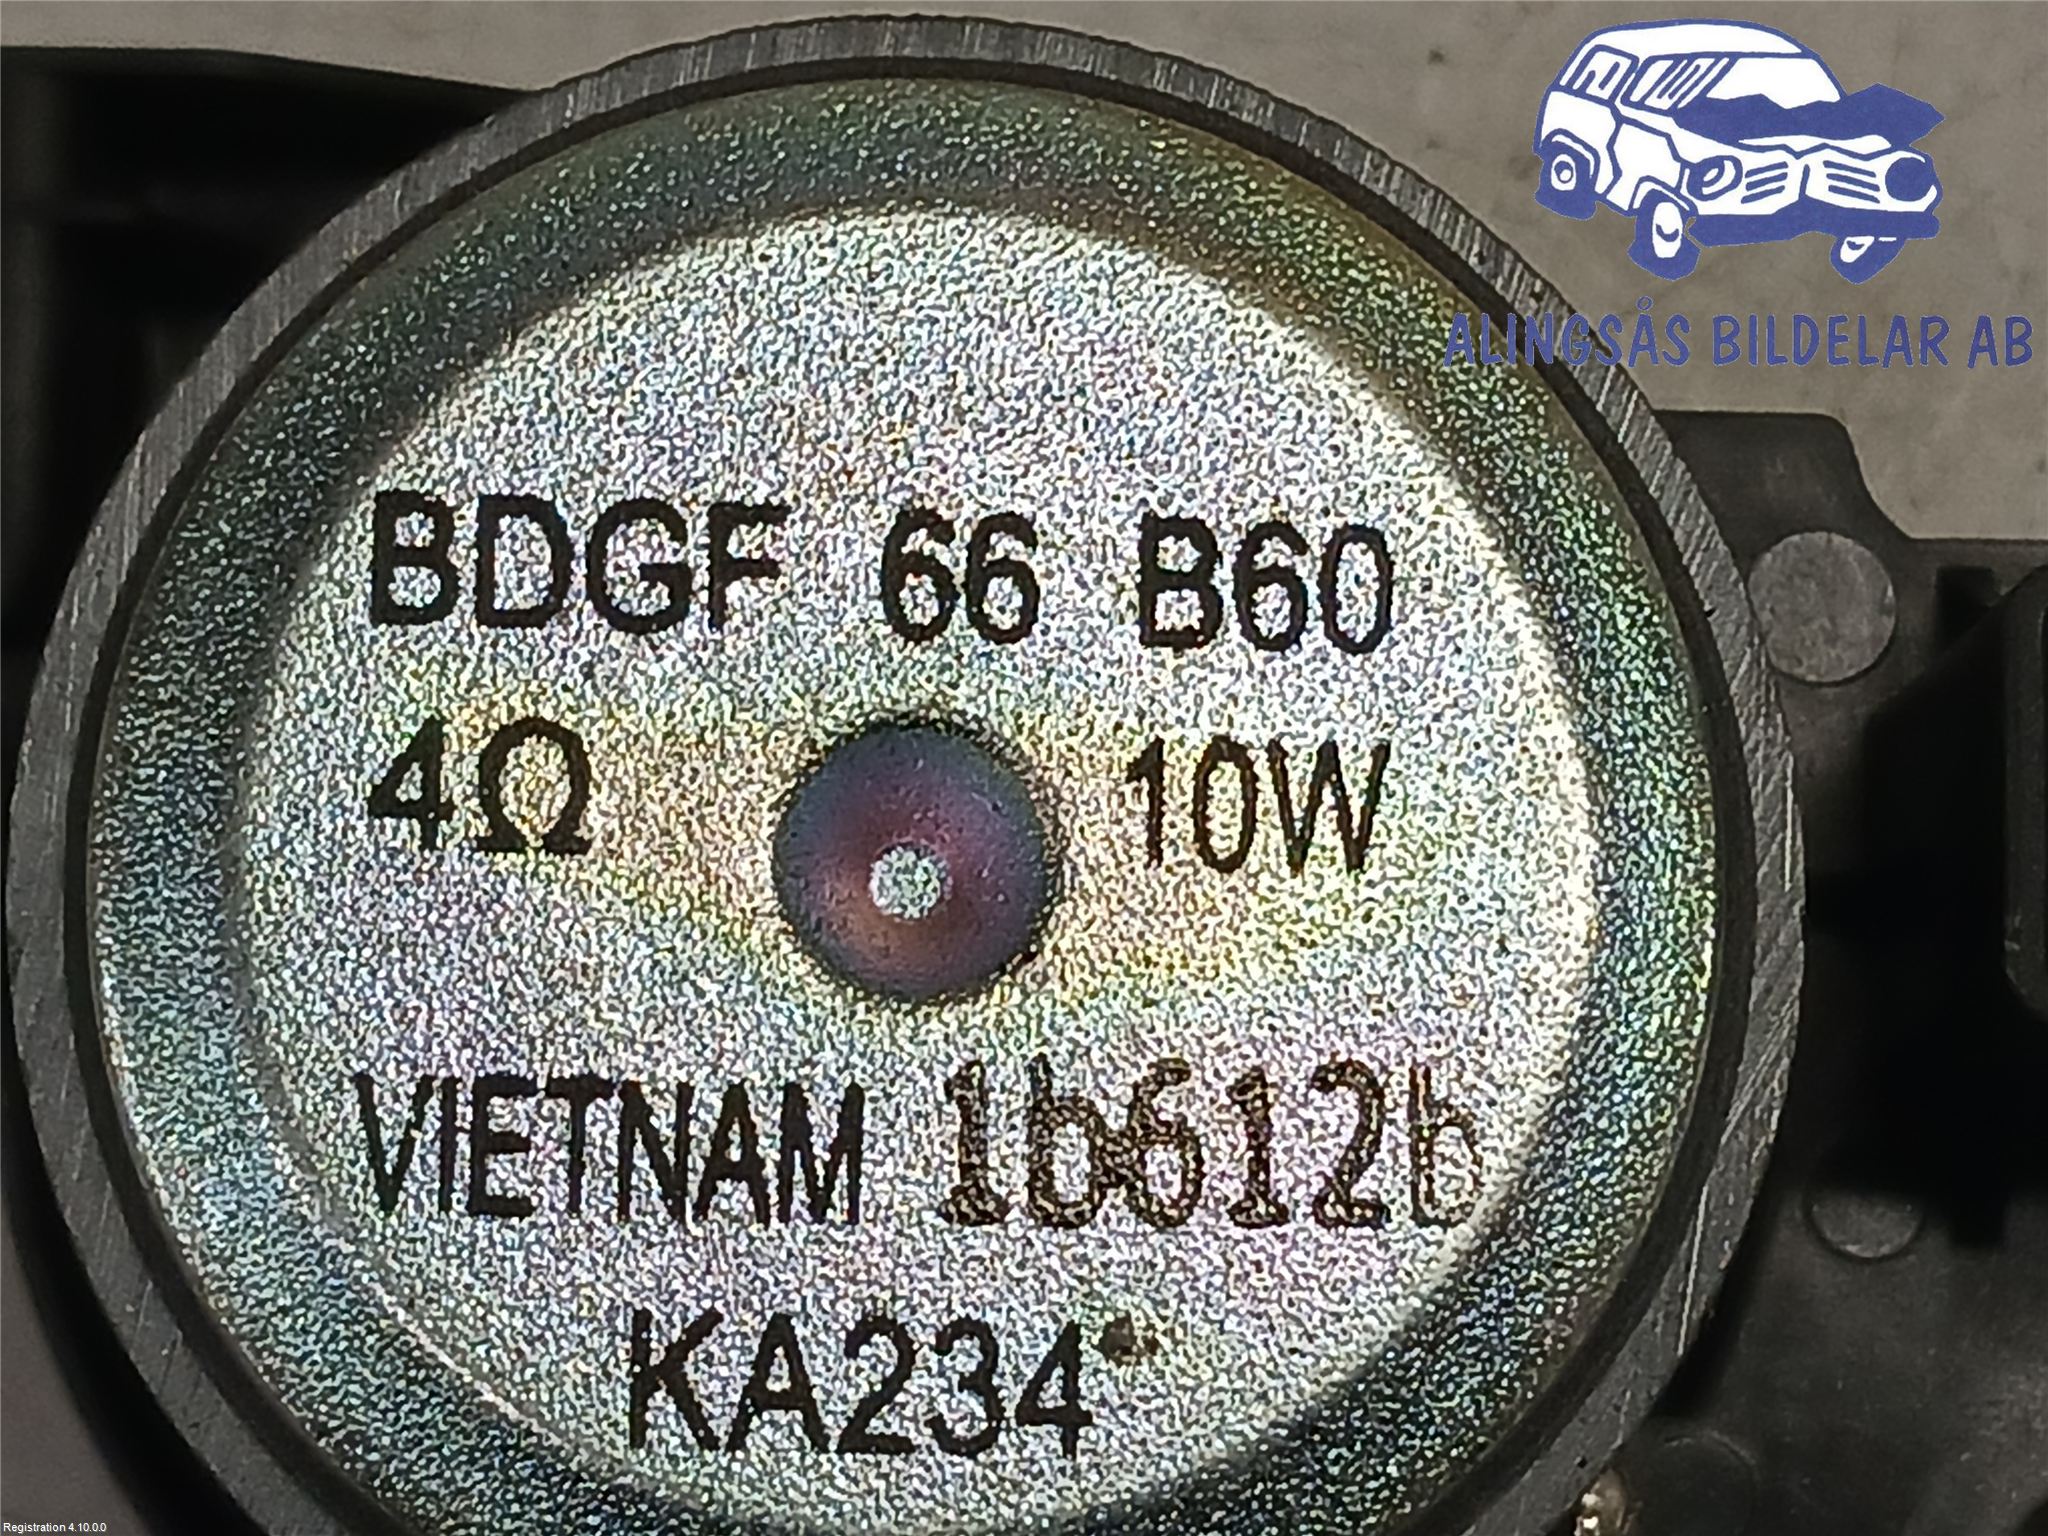 ALINGSÅS BILDELAR AB
BDGF 66 B60
4Ω 10W
VIETNAM 1b612b
KA234
Registration 4.10.0.0